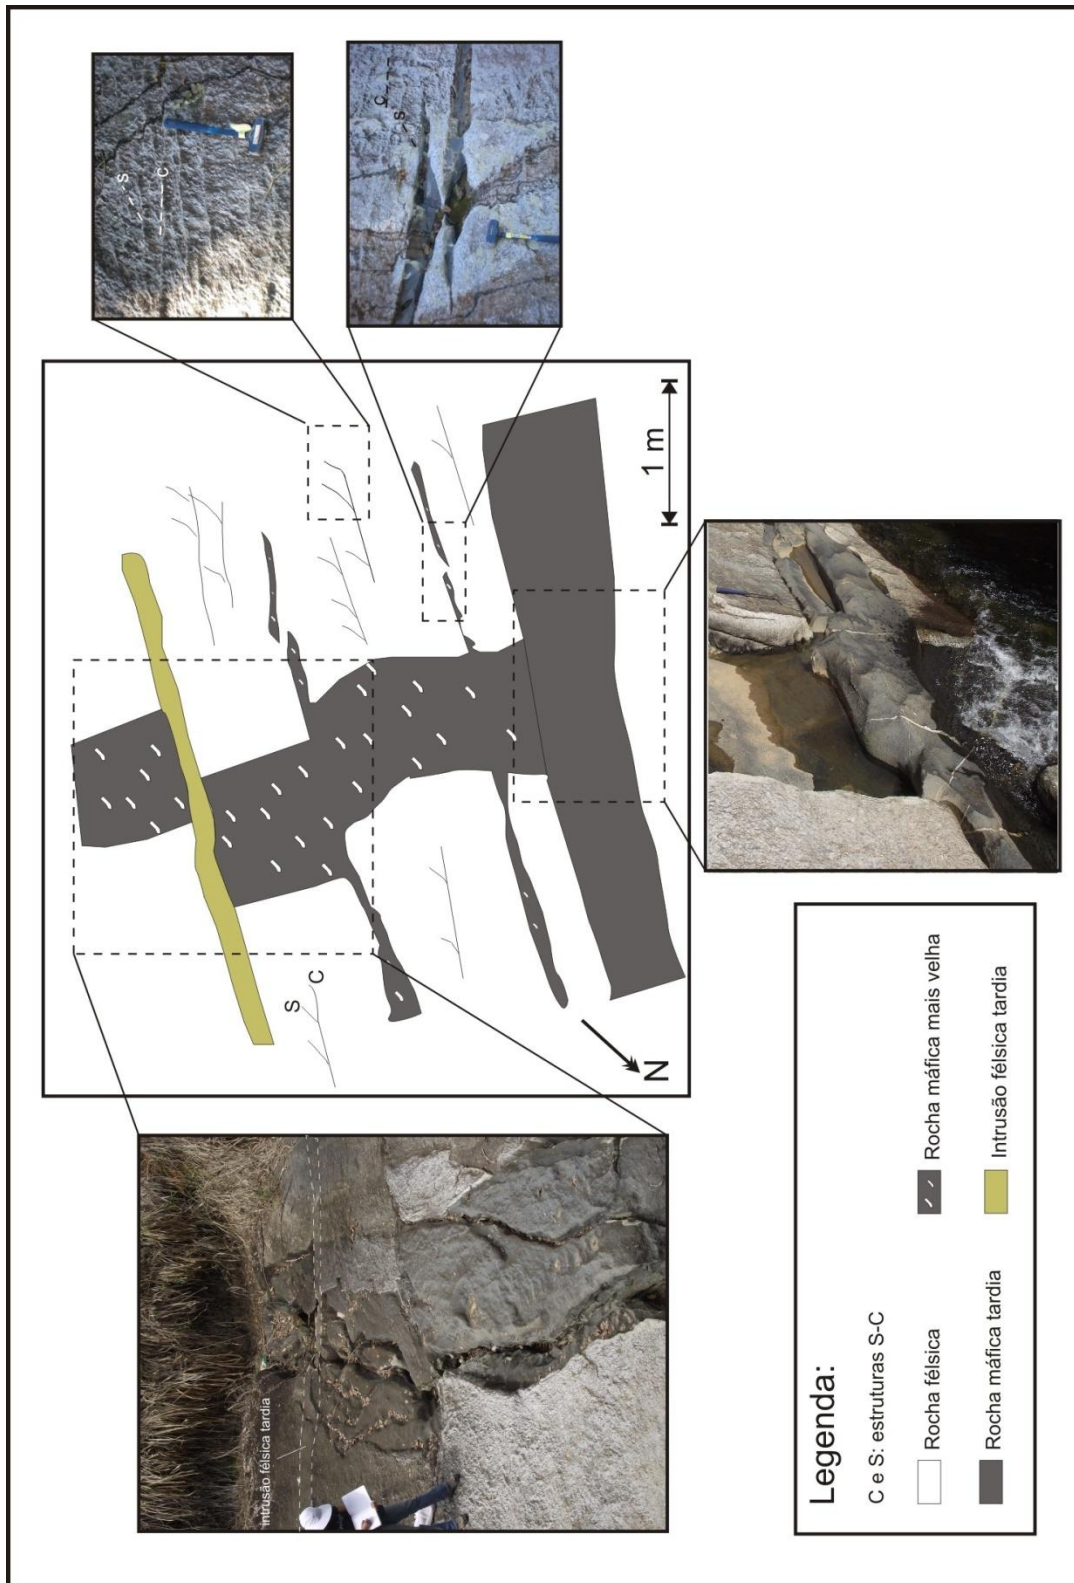 S
C
S
C
1 m
S
C
N
intrusão félsica tardia
Legenda:
C e S: estruturas S-C
Rocha félsica
Rocha máfica mais velha
Rocha máfica tardia
Intrusão félsica tardia